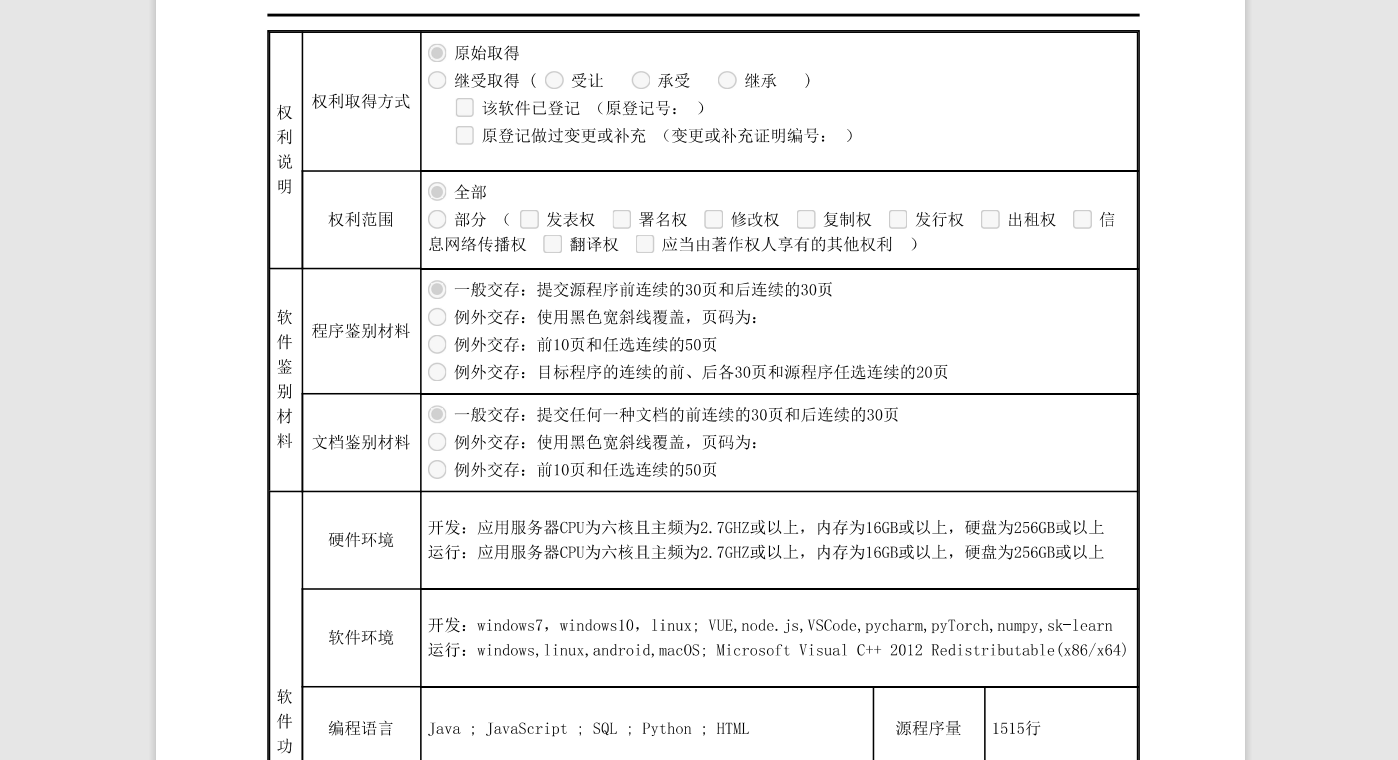 权利说明
权利取得方式
原始取得
继受取得 ( 受让 承受 继承 )
该软件已登记 (原登记号: )
原登记做过变更或补充 (变更或补充证明编号: )
权利范围
全部
部分 ( 发表权 署名权 修改权 复制权 发行权 出租权 信
息网络传播权 翻译权 应当由著作权人享有的其他权利 )
软件鉴别材料
程序鉴别材料
一般交存: 提交源程序前连续的30页和后连续的30页
例外交存: 使用黑色宽斜线覆盖, 页码为:
例外交存: 前10页和任选连续的50页
例外交存: 目标程序的连续的前、后各30页和源程序任选连续的20页
文档鉴别材料
一般交存: 提交任何一种文档的前连续的30页和后连续的30页
例外交存: 使用黑色宽斜线覆盖, 页码为:
例外交存: 前10页和任选连续的50页
硬件环境
开发: 应用服务器CPU为六核且主频为2.7GHZ或以上, 内存为16GB或以上, 硬盘为256GB或以上
运行: 应用服务器CPU为六核且主频为2.7GHZ或以上, 内存为16GB或以上, 硬盘为256GB或以上
软件环境
开发: windows7, windows10, linux; VUE,node.js,VSCode,pycharm,pyTorch,numpy,sk-learn
运行: windows,linux,android,macOS; Microsoft Visual C++ 2012 Redistributable(x86/x64)
软件功
编程语言
Java ; JavaScript ; SQL ; Python ; HTML
源程序量
1515行